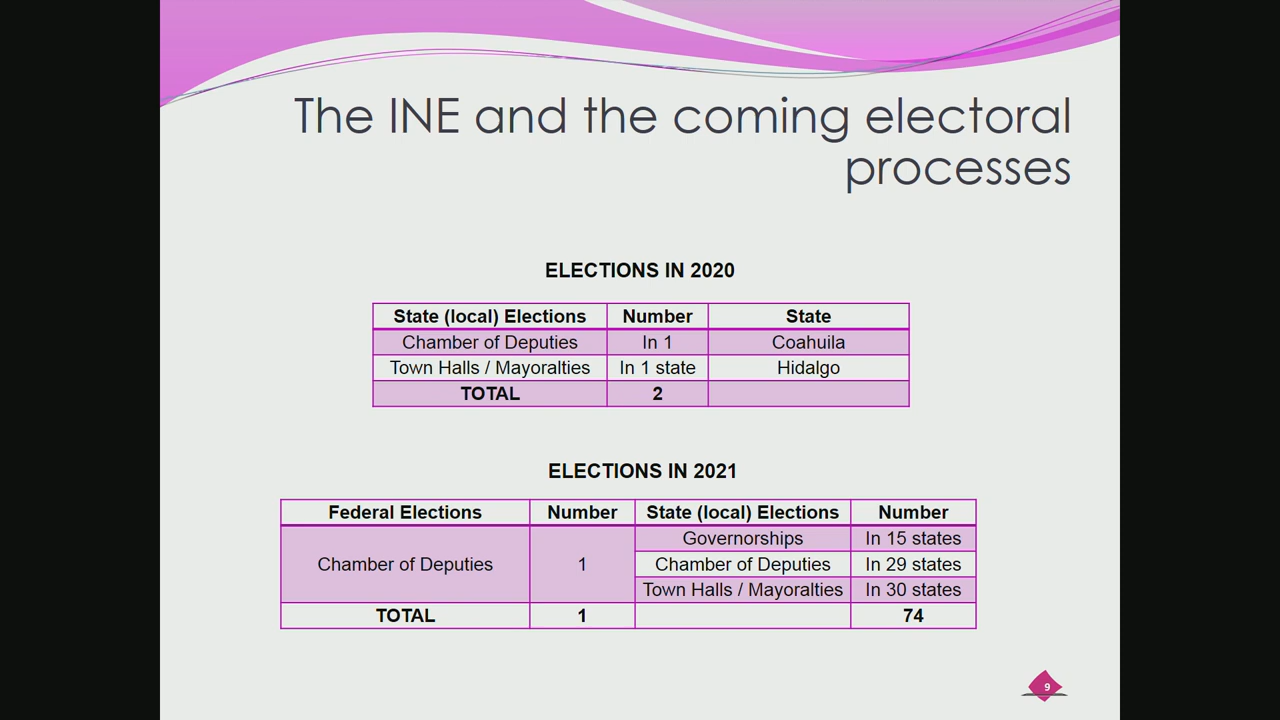 The INE and the coming electoral
processes
ELECTIONS IN 2020
State (local) Elections Number State
Chamber of Deputies In 1 Coahuila
Town Halls / Mayoralties In 1 state Hidalgo
TOTAL 2
ELECTIONS IN 2021
Federal Elections Number State (local) Elections Number
Governorships In 15 states
Chamber of Deputies 1 Chamber of Deputies In 29 states
Town Halls / Mayoralties In 30 states
TOTAL 1 74
9